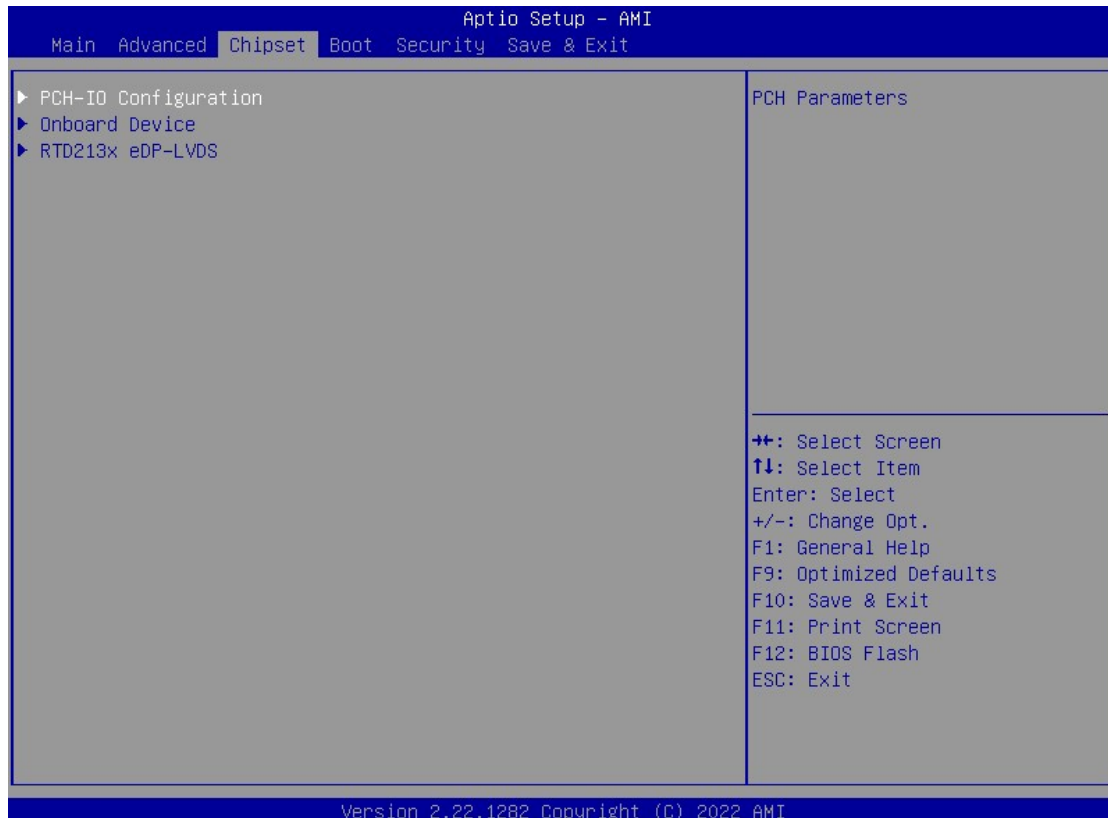 Aptio Setup – AMI
Main Advanced Chipset Boot Security Save & Exit
▶ PCH-IO Configuration
▶ Onboard Device
▶ RTD213x eDP-LVDS
PCH Parameters
→←: Select Screen
↑↓: Select Item
Enter: Select
+/-: Change Opt.
F1: General Help
F9: Optimized Defaults
F10: Save & Exit
F11: Print Screen
F12: BIOS Flash
ESC: Exit
Version 2.22.1282 Copyright (C) 2022 AMI